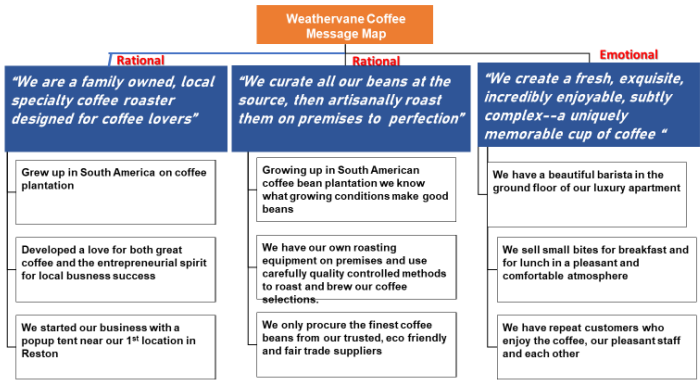 Weathervane Coffee
Message Map
Rational
Rational
Emotional
"We are a family owned, local
specialty coffee roaster
designed for coffee lovers"
Grew up in South America on coffee
plantation
Developed a love for both great
coffee and the entrepreneurial spirit
for local business success
We started our business with a
popup tent near our 1st location in
Reston
"We curate all our beans at the
source, then artisanally roast
them on premises to perfection"
Growing up in South American
coffee bean plantation we know
what growing conditions make good
beans
We have our own roasting
equipment on premises and use
carefully quality controlled methods
to roast and brew our coffee
selections.
We only procure the finest coffee
beans from our trusted, eco friendly
and fair trade suppliers
"We create a fresh, exquisite,
incredibly enjoyable, subtly
complex--a uniquely
memorable cup of coffee "
We have a beautiful barista in the
ground floor of our luxury apartment
We sell small bites for breakfast and
for lunch in a pleasant and
comfortable atmosphere
We have repeat customers who
enjoy the coffee, our pleasant staff
and each other